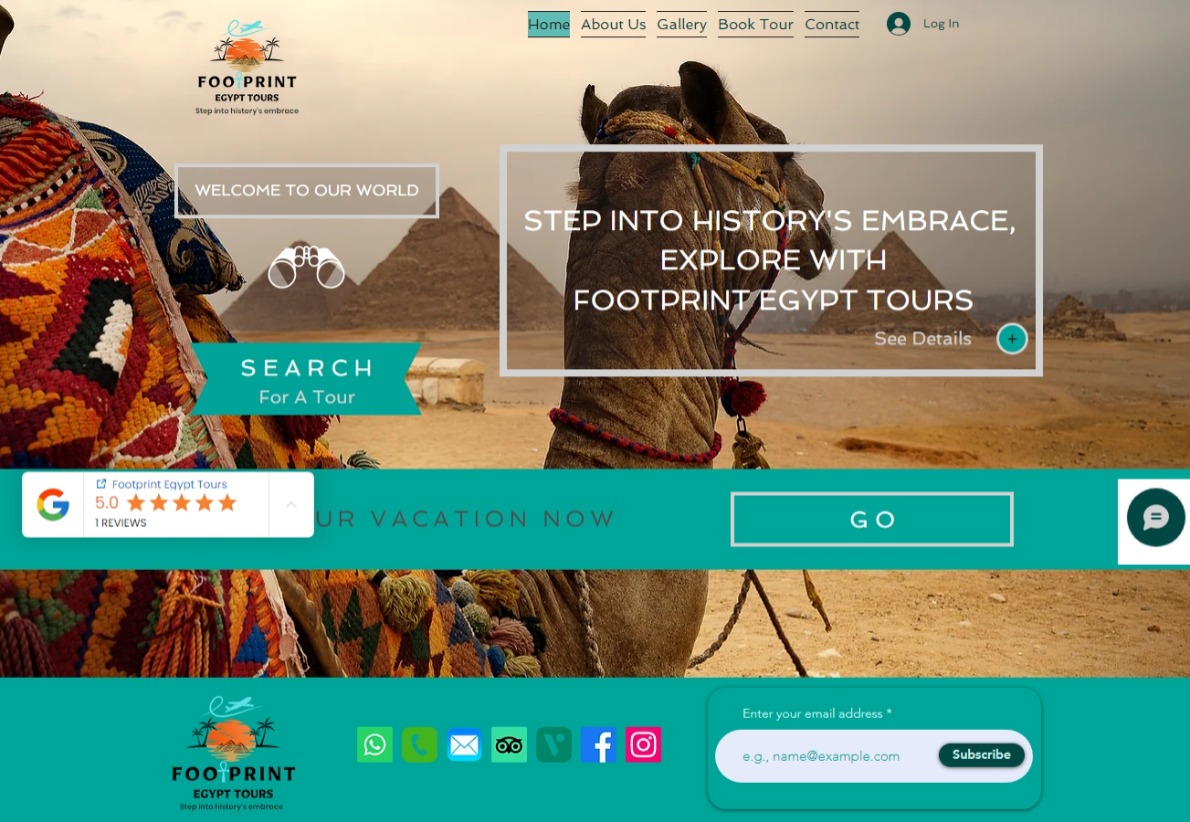 Home About Us Gallery Book Tour Contact Log In
FOOTPRINT
EGYPT TOURS
Step into history's embrace
WELCOME TO OUR WORLD
STEP INTO HISTORY'S EMBRACE,
EXPLORE WITH
FOOTPRINT EGYPT TOURS
See Details +
SEARCH
For A Tour
Footprint Egypt Tours
5.0
1 REVIEWS
UR VACATION NOW
GO
FOOTPRINT
EGYPT TOURS
Step into history's embrace
Enter your email address *
e.g., name@example.com
Subscribe